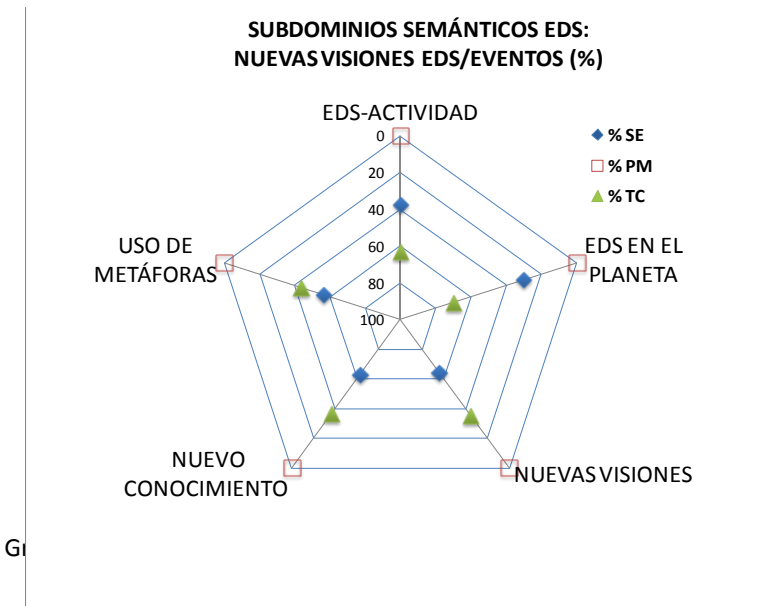 SUBDOMINIOS SEMÁNTICOS EDS:
NUEVAS VISIONES EDS/EVENTOS (%)
EDS-ACTIVIDAD
0
20
40
60
80
100
% SE
% PM
% TC
EDS EN EL
PLANETA
USO DE
METÁFORAS
NUEVO
CONOCIMIENTO
NUEVAS VISIONES